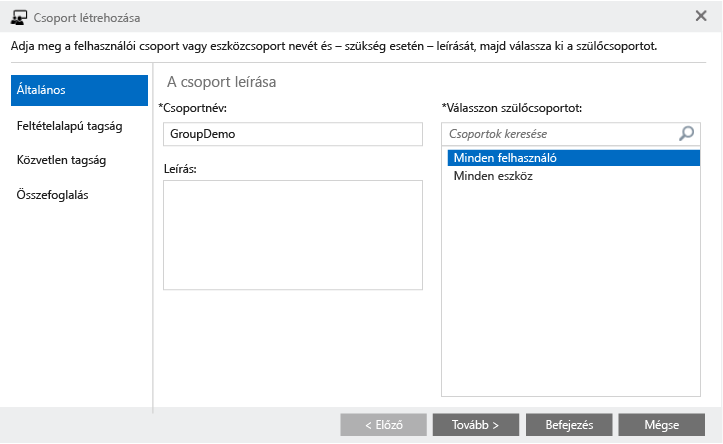 Csoport létrehozása
Adja meg a felhasználói csoport vagy eszközcsoport nevét és – szükség esetén – leírását, majd válassza ki a szülőcsoportot.
Általános
Feltételalapú tagság
Közvetlen tagság
Összefoglalás
A csoport leírása
*Csoportnév:
GroupDemo
Leírás:
*Válasszon szülőcsoportot:
Csoportok keresése
Minden felhasználó
Minden eszköz
< Előző
Tovább >
Befejezés
Mégse